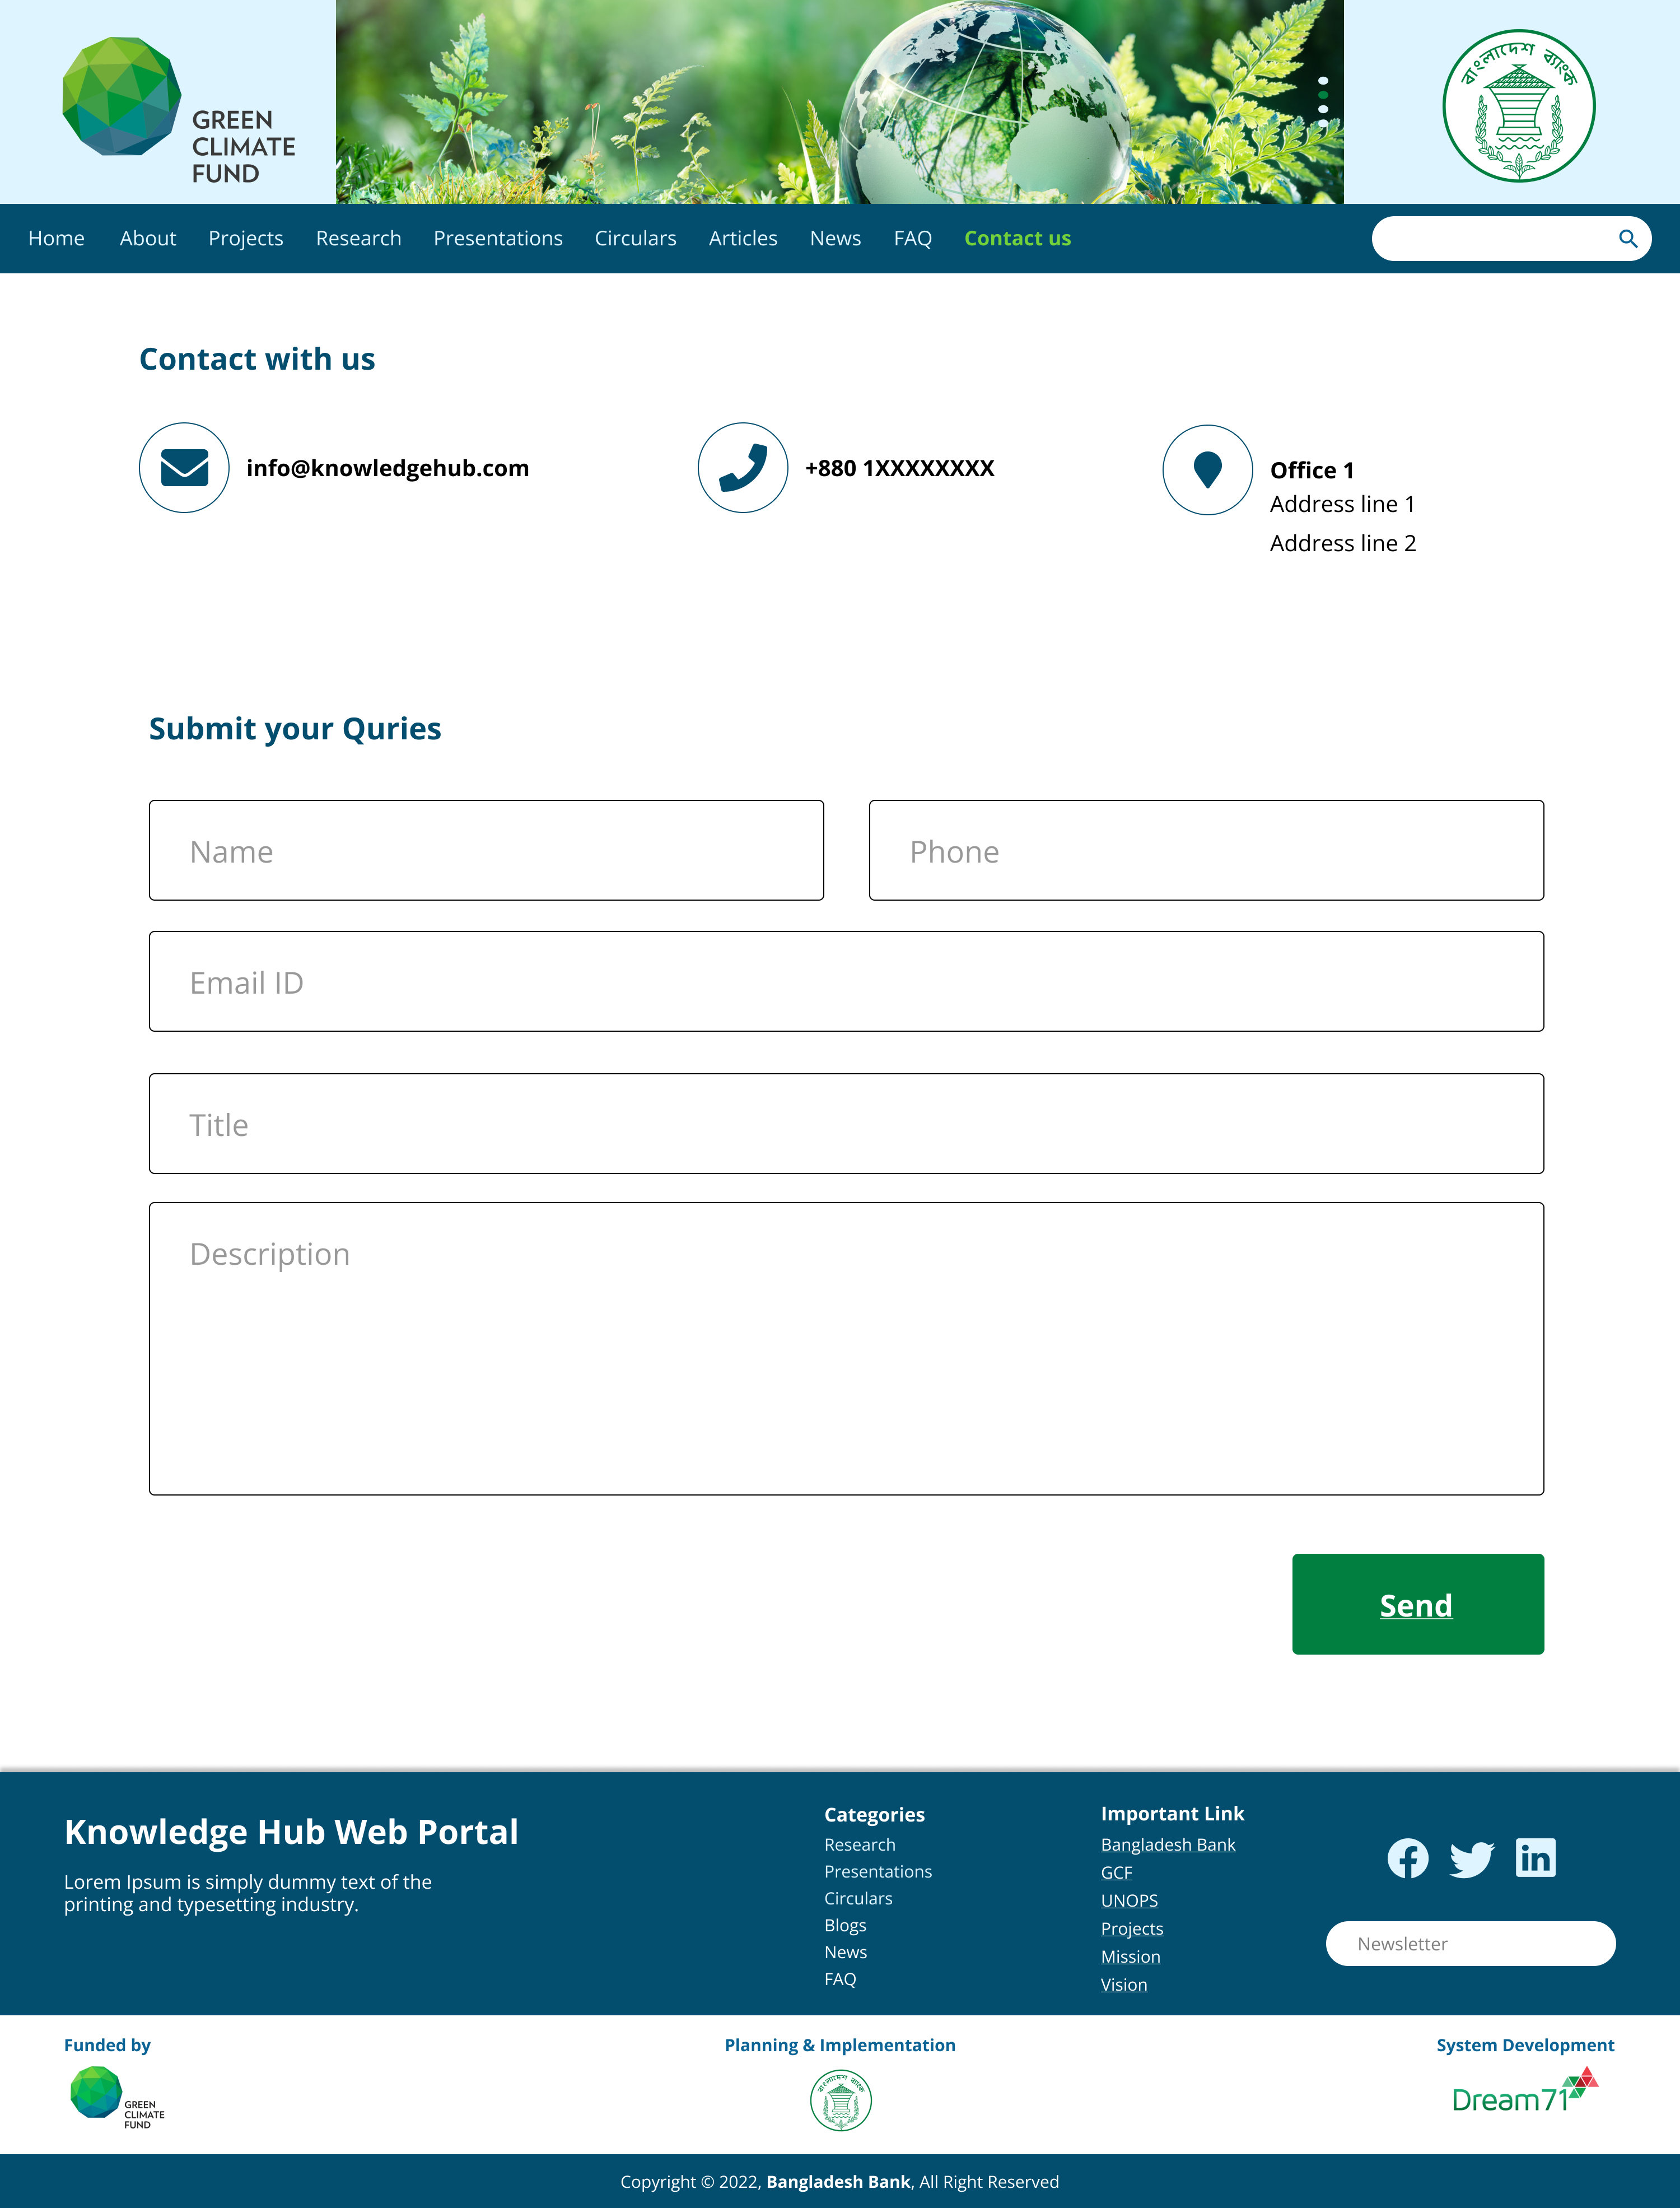 GREEN
CLIMATE
FUND
বাংলাদেশ ব্যাংক
Home About Projects Research Presentations Circulars Articles News FAQ Contact us
Contact with us
info@knowledgehub.com
+880 1XXXXXXXX
Office 1
Address line 1
Address line 2
Submit your Quries
Name
Phone
Email ID
Title
Description
Send
Knowledge Hub Web Portal
Lorem Ipsum is simply dummy text of the
printing and typesetting industry.
Categories
Research
Presentations
Circulars
Blogs
News
FAQ
Important Link
Bangladesh Bank
GCF
UNOPS
Projects
Mission
Vision
in
Newsletter
Funded by
GREEN
CLIMATE
FUND
Planning & Implementation
বাংলাদেশ ব্যাংক
System Development
Dream71
Copyright © 2022, Bangladesh Bank, All Right Reserved